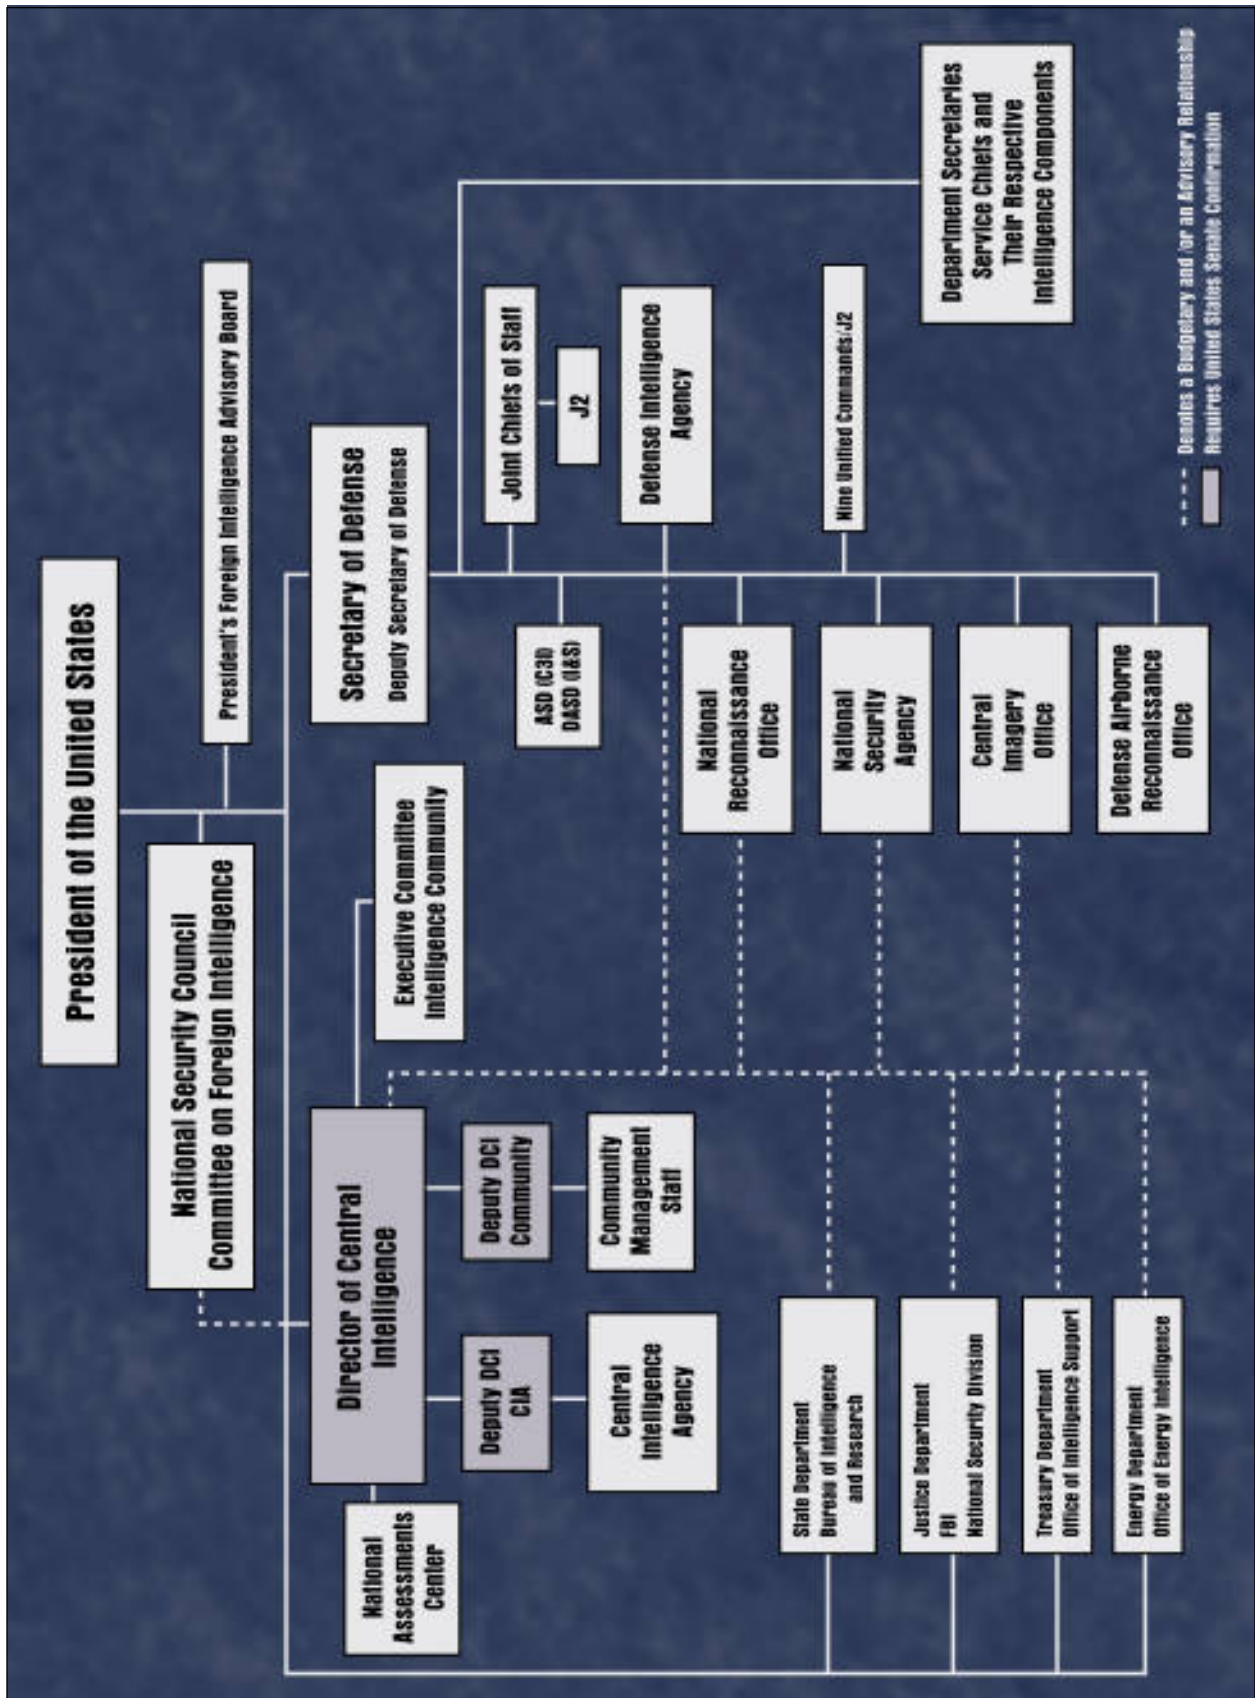 President of the United States
National Security Council
Committee on Foreign Intelligence
President's Foreign Intelligence Advisory Board
Director of Central
Intelligence
Secretary of Defense
Deputy Secretary of Defense
National
Assessments
Center
Executive Committee
Intelligence Community
Deputy DCI
CIA
Deputy DCI
Community
Central
Intelligence
Agency
Community
Management
Staff
Joint Chiefs of Staff
J2
ASD (C3I)
DASD (I&S)
Defense Intelligence
Agency
National
Reconnaissance
Office
National
Security
Agency
Nine Unified Commands/J2
Central
Imagery
Office
Defense Airborne
Reconnaissance
Office
Department Secretaries
Service Chiefs and
Their Respective
Intelligence Components
State Department
Bureau of Intelligence
and Research
Justice Department
FBI
National Security Division
Treasury Department
Office of Intelligence Support
Energy Department
Office of Energy Intelligence
Denotes a Budgetary and /or an Advisory Relationship
Requires United States Senate Confirmation